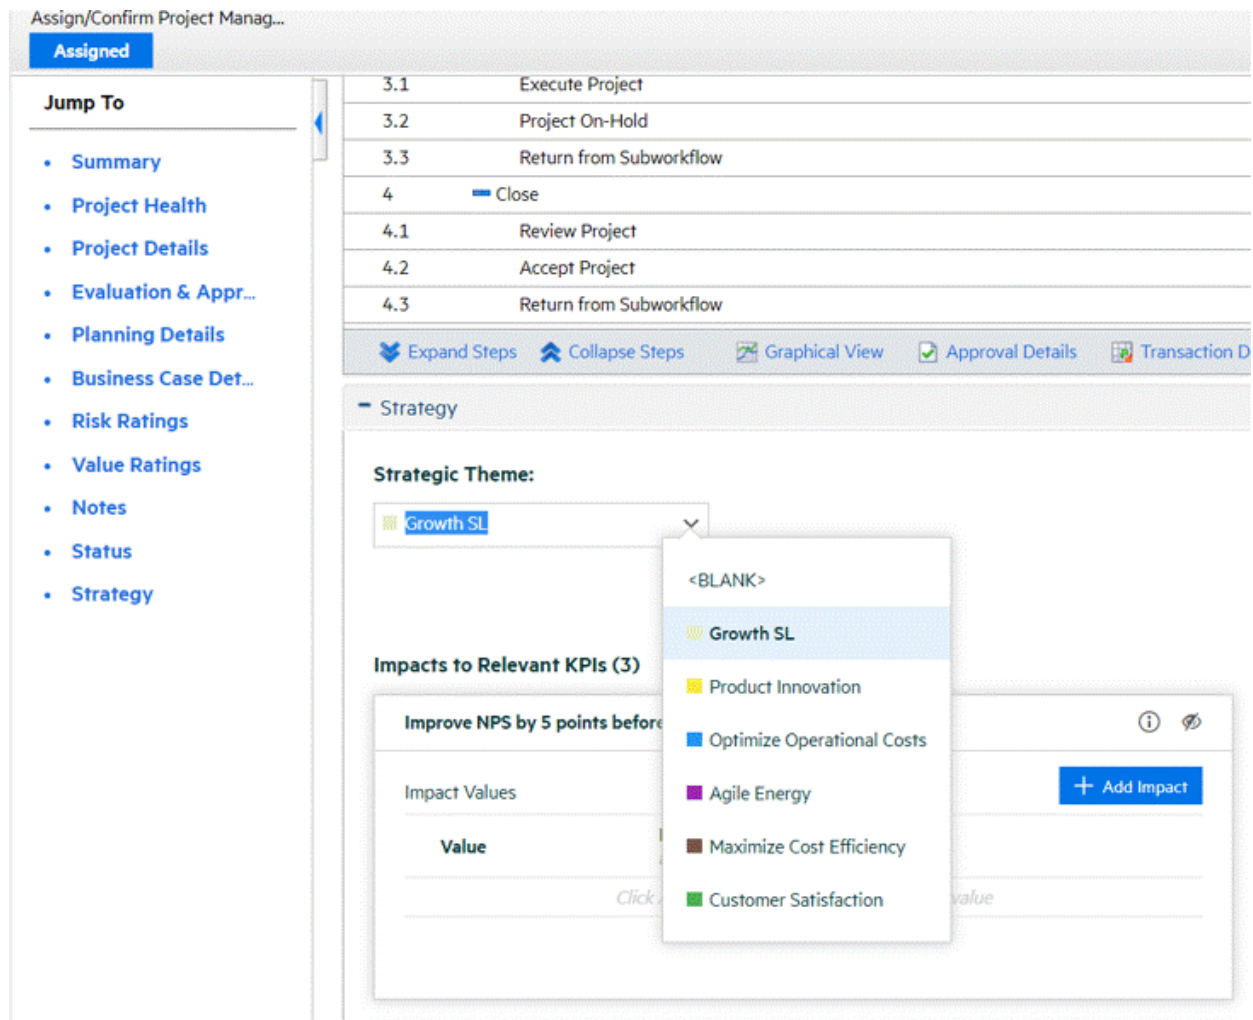 Assign/Confirm Project Manag...
Assigned
Jump To
• Summary
• Project Health
• Project Details
• Evaluation & Appr...
• Planning Details
• Business Case Det...
• Risk Ratings
• Value Ratings
• Notes
• Status
• Strategy
3.1 Execute Project
3.2 Project On-Hold
3.3 Return from Subworkflow
4 Close
4.1 Review Project
4.2 Accept Project
4.3 Return from Subworkflow
Expand Steps Collapse Steps Graphical View Approval Details Transaction D
Strategy
Strategic Theme:
Growth SL
<BLANK>
Growth SL
Product Innovation
Optimize Operational Costs
Agile Energy
Maximize Cost Efficiency
Customer Satisfaction
Impacts to Relevant KPIs (3)
Improve NPS by 5 points before
Impact Values
+ Add Impact
Value
Click
value